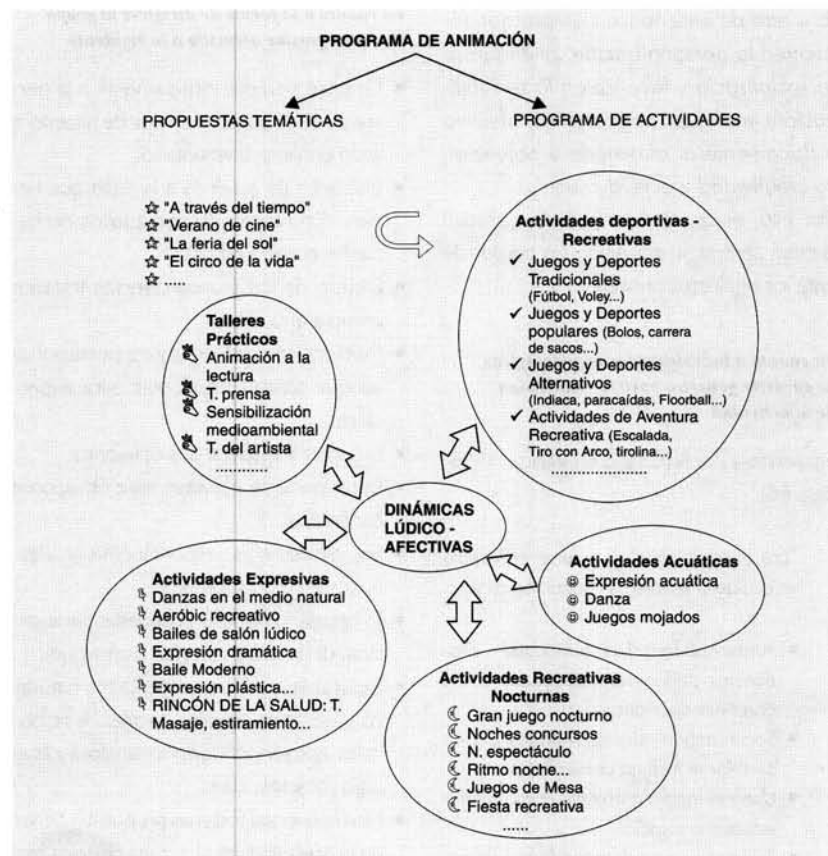 PROGRAMA DE ANIMACIÓN
PROPUESTAS TEMÁTICAS
PROGRAMA DE ACTIVIDADES
"A través del tiempo"
"Verano de cine"
"La feria del sol"
"El circo de la vida"
.....
Actividades deportivas -
Recreativas
✓ Juegos y Deportes
Tradicionales
(Fútbol, Voley...)
✓ Juegos y Deportes
populares (Bolos, carrera
de sacos...)
✓ Juegos y Deportes
Alternativos
(Indiaca, paracaídas, Floorball...)
✓ Actividades de Aventura
Recreativa (Escalada,
Tiro con Arco, tirolina...)
Talleres
Prácticos
Animación a la
lectura
T. prensa
Sensibilización
medioambiental
T. del artista
.........
DINÁMICAS
LÚDICO -
AFECTIVAS
Actividades Expresivas
Danzas en el medio natural
Aeróbic recreativo
Bailes de salón lúdico
Expresión dramática
Baile Moderno
Expresión plástica...
RINCÓN DE LA SALUD: T.
Masaje, estiramiento...
Actividades Acuáticas
@ Expresión acuática
@ Danza
@ Juegos mojados
Actividades Recreativas
Nocturnas
Gran juego nocturno
Noches concursos
N. espectáculo
Ritmo noche...
Juegos de Mesa
Fiesta recreativa
......